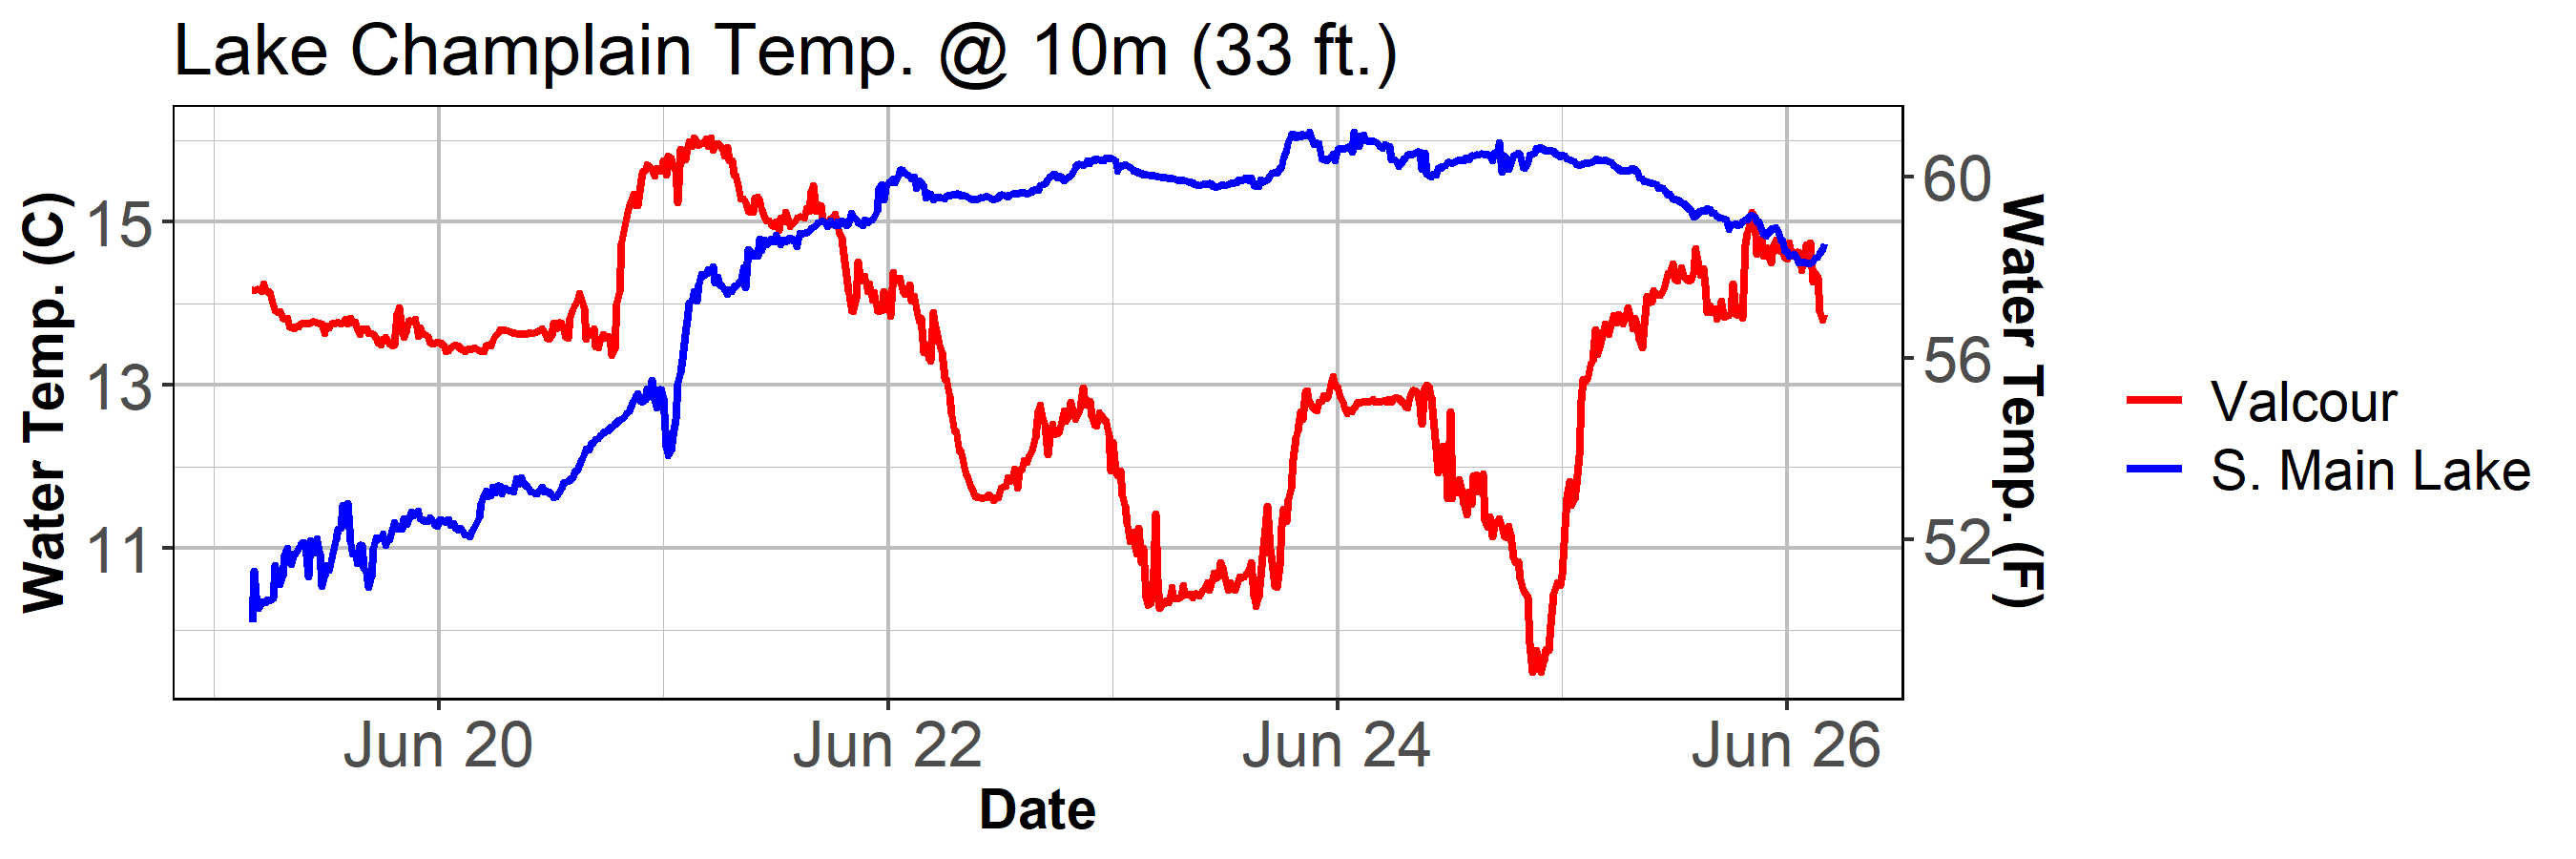 Lake Champlain Temp. @ 10m (33 ft.)
Water Temp. (C)
15
13
11
60
56
52
Water Temp. (F)
Jun 20
Jun 22
Jun 24
Jun 26
Date
Valcour
S. Main Lake